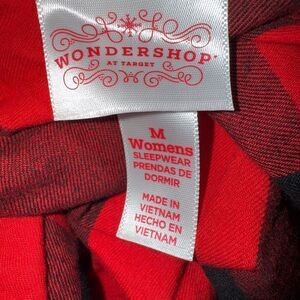 WONDERSHOP
AT TARGET
M
Womens
SLEEPWEAR
PRENDAS DE
DORMIR
MADE IN
VIETNAM
HECHO EN
VIETNAM